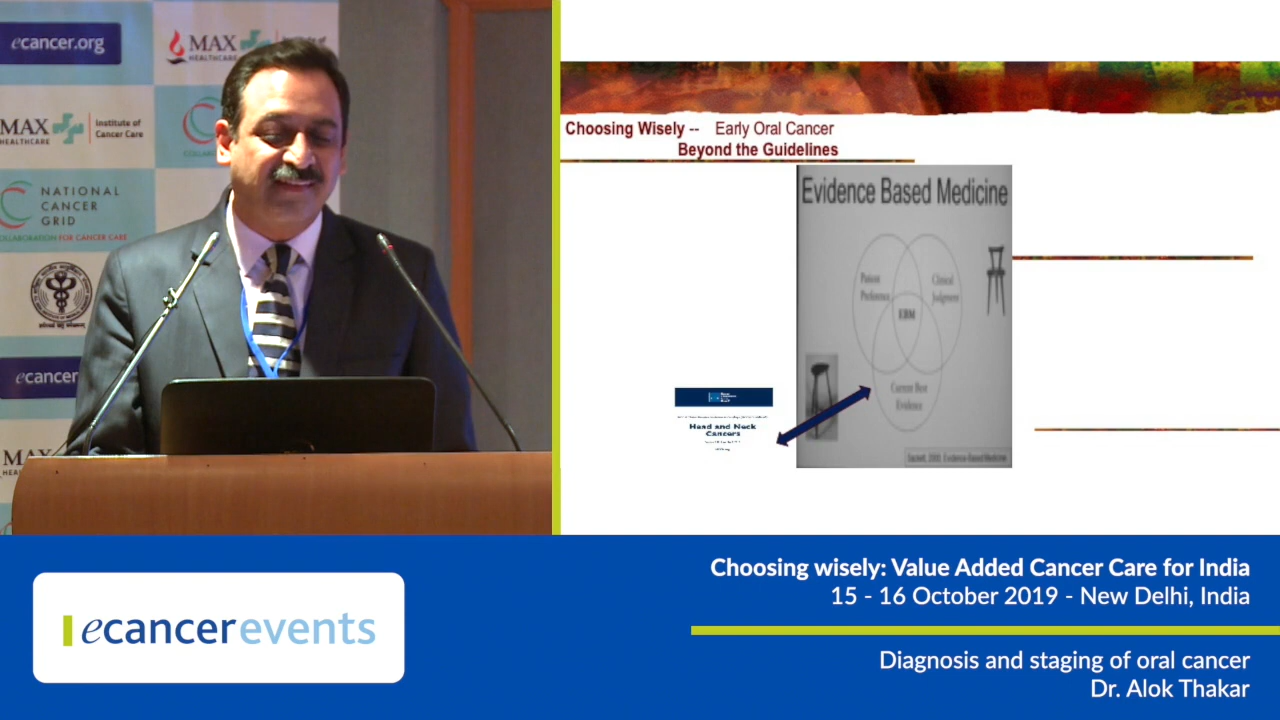 ecancer.org
MAX
HEALTHCARE
Institute of
MAX
HEALTHCARE
Institute of
Cancer Care
NATIONAL
CANCER
GRID
COLLABORATION FOR CANCER CARE
ecancer
MAX
Choosing Wisely -- Early Oral Cancer
Beyond the Guidelines
Evidence Based Medicine
Patient
Preference
Clinical
Judgment
EBM
Current Best
Evidence
Head and Neck
Cancers
ecancerevents
Choosing wisely: Value Added Cancer Care for India
15 - 16 October 2019 - New Delhi, India
Diagnosis and staging of oral cancer
Dr. Alok Thakar